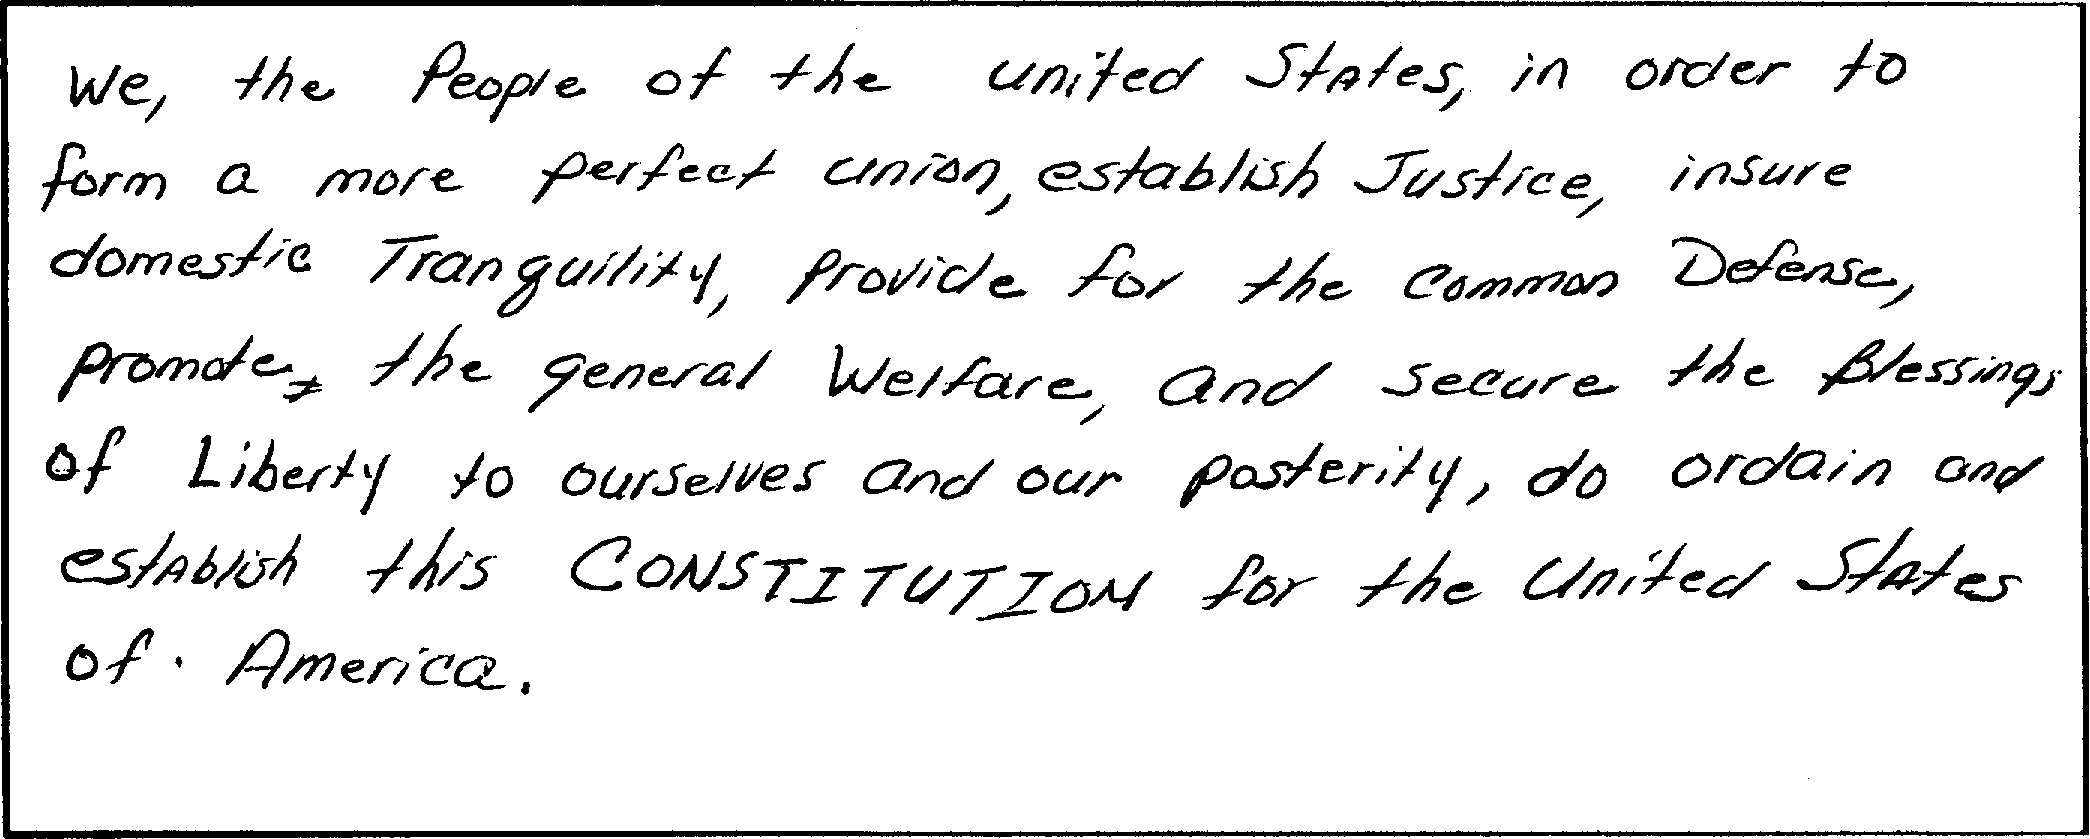 We, the People of the united States, in order to
form a more perfect union, establish Justice, insure
domestic Tranquility, provide for the common Defense,
promote, the general Welfare, and secure the Blessings
of Liberty to ourselves and our posterity, do ordain and
establish this CONSTITUTION for the United States
of America.